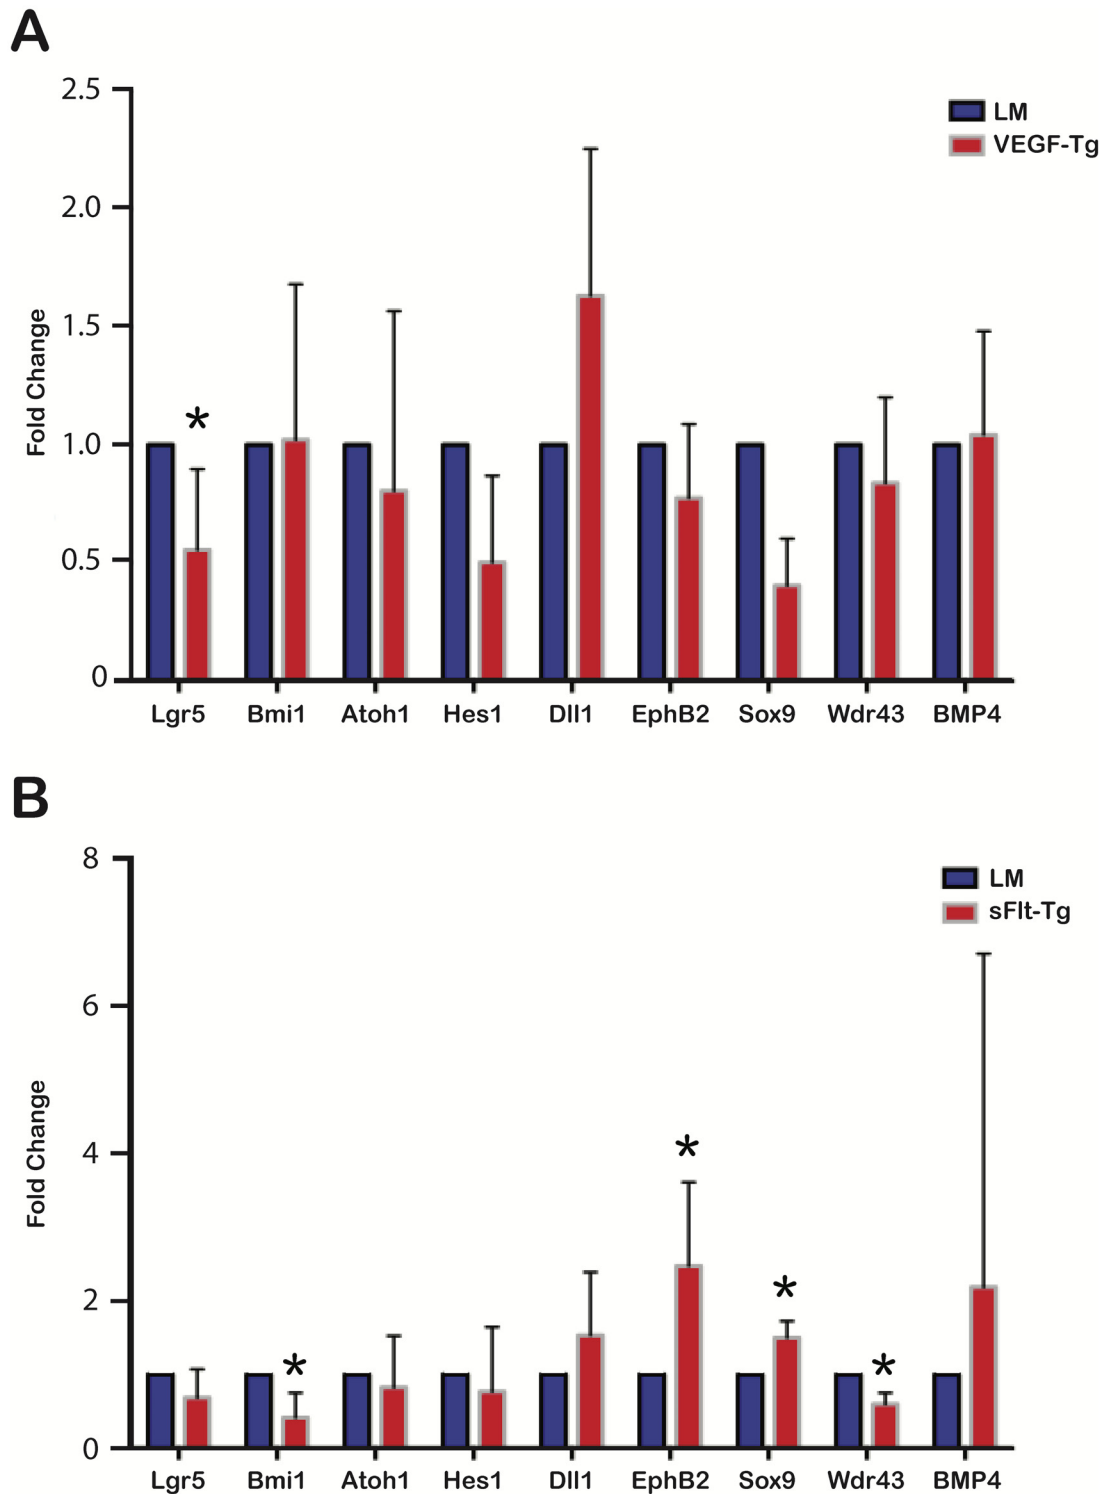 A
2.5
2.0
1.5
1.0
0.5
0
Fold Change
LM
VEGF-Tg
*
Lgr5 Bmi1 Atoh1 Hes1 Dll1 EphB2 Sox9 Wdr43 BMP4
B
8
6
4
2
0
Fold Change
LM
sFlt-Tg
* * * *
Lgr5 Bmi1 Atoh1 Hes1 Dll1 EphB2 Sox9 Wdr43 BMP4